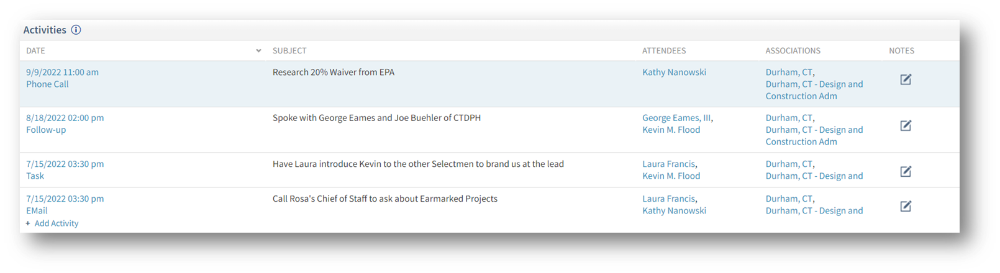 Activities
DATE SUBJECT ATTENDEES ASSOCIATIONS NOTES
9/9/2022 11:00 am Research 20% Waiver from EPA Kathy Nanowski Durham, CT,
Phone Call Durham, CT - Design and
Construction Adm
8/18/2022 02:00 pm Spoke with George Eames and Joe Buehler of CTDPH George Eames, III, Durham, CT,
Follow-up Kevin M. Flood Durham, CT - Design and
Construction Adm
7/15/2022 03:30 pm Have Laura introduce Kevin to the other Selectmen to brand us at the lead Laura Francis, Durham, CT,
Task Kevin M. Flood Durham, CT - Design and
7/15/2022 03:30 pm Call Rosa's Chief of Staff to ask about Earmarked Projects Laura Francis, Durham, CT,
EMail Kathy Nanowski Durham, CT - Design and
+ Add Activity